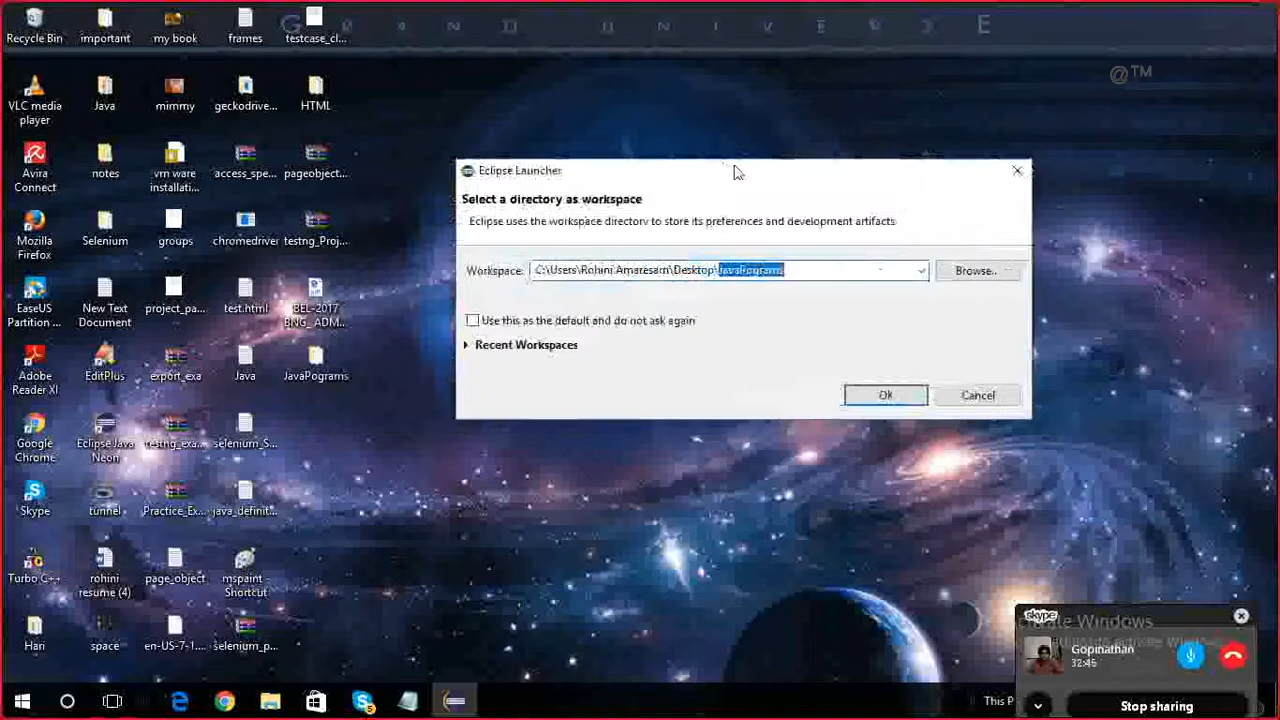 G R A N D U N I V E R S E
@™
Recycle Bin
important
my book
frames
testcase_cl...
VLC media player
Java
mimmy
geckodrive...
HTML
Avira Connect
notes
vm ware installati...
access_spe...
pageobject...
Mozilla Firefox
Selenium
groups
chromedriver
testng_Proj...
EaseUS Partition ...
New Text Document
project_pa...
test.html
BEL-2017 BNG_ ADM...
Adobe Reader XI
EditPlus
export_exa
Java
JavaPograms
Google Chrome
Eclipse Java Neon
testng_exa...
selenium_S...
Skype
tunnel
Practice_Ex...
java_definit...
Turbo C++
rohini resume (4)
page_object
mspaint - Shortcut
Hari
space
en-US-7-1....
selenium_p...
Eclipse Launcher
Select a directory as workspace
Eclipse uses the workspace directory to store its preferences and development artifacts
Workspace: C:\Users\Rohini Amaresam\Desktop\JavaPograms
Browse...
Use this as the default and do not ask again
Recent Workspaces
OK
Cancel
skype
Windows
Gopinathan
32:45
This P
Stop sharing